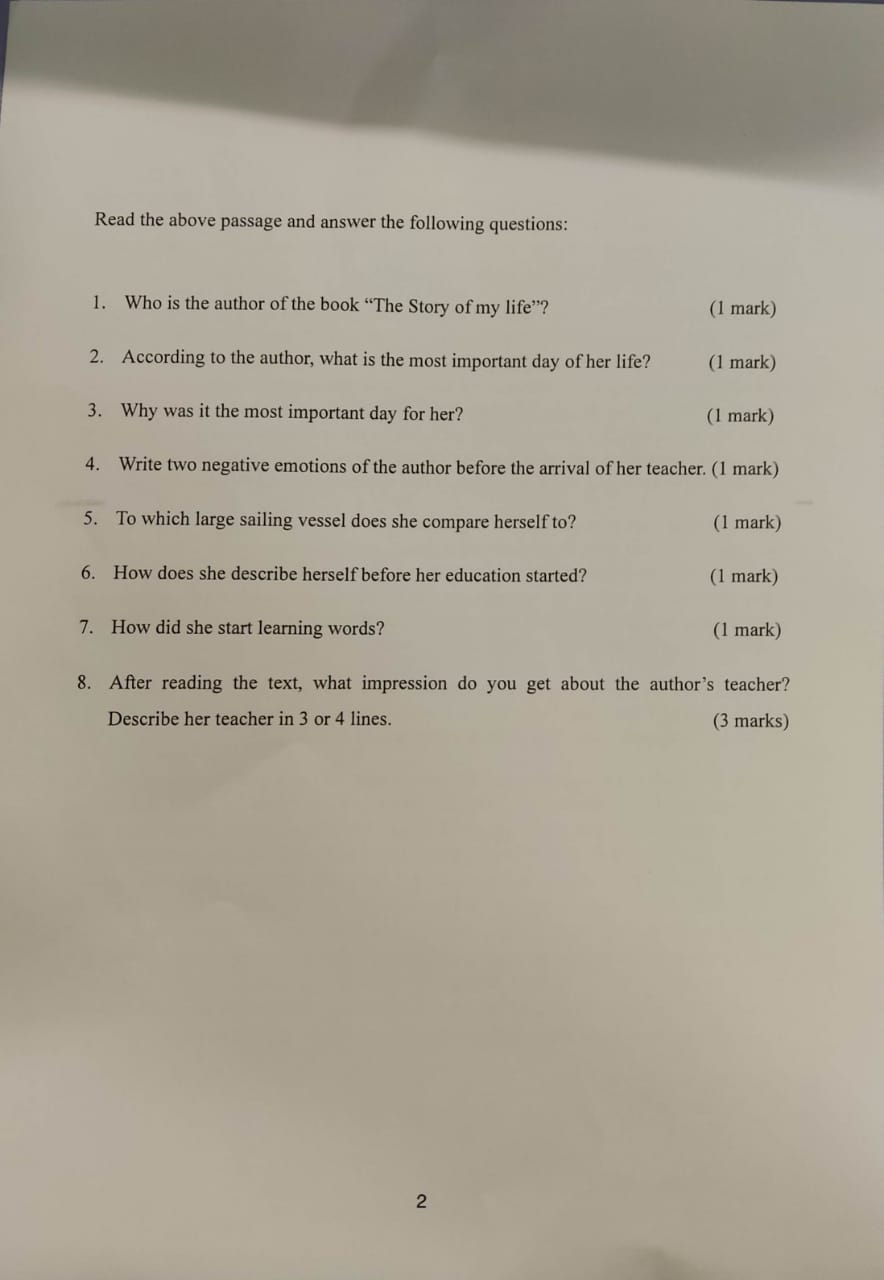 Read the above passage and answer the following questions:
1. Who is the author of the book “The Story of my life”? (1 mark)
2. According to the author, what is the most important day of her life? (1 mark)
3. Why was it the most important day for her? (1 mark)
4. Write two negative emotions of the author before the arrival of her teacher. (1 mark)
5. To which large sailing vessel does she compare herself to? (1 mark)
6. How does she describe herself before her education started? (1 mark)
7. How did she start learning words? (1 mark)
8. After reading the text, what impression do you get about the author’s teacher?
Describe her teacher in 3 or 4 lines. (3 marks)
2